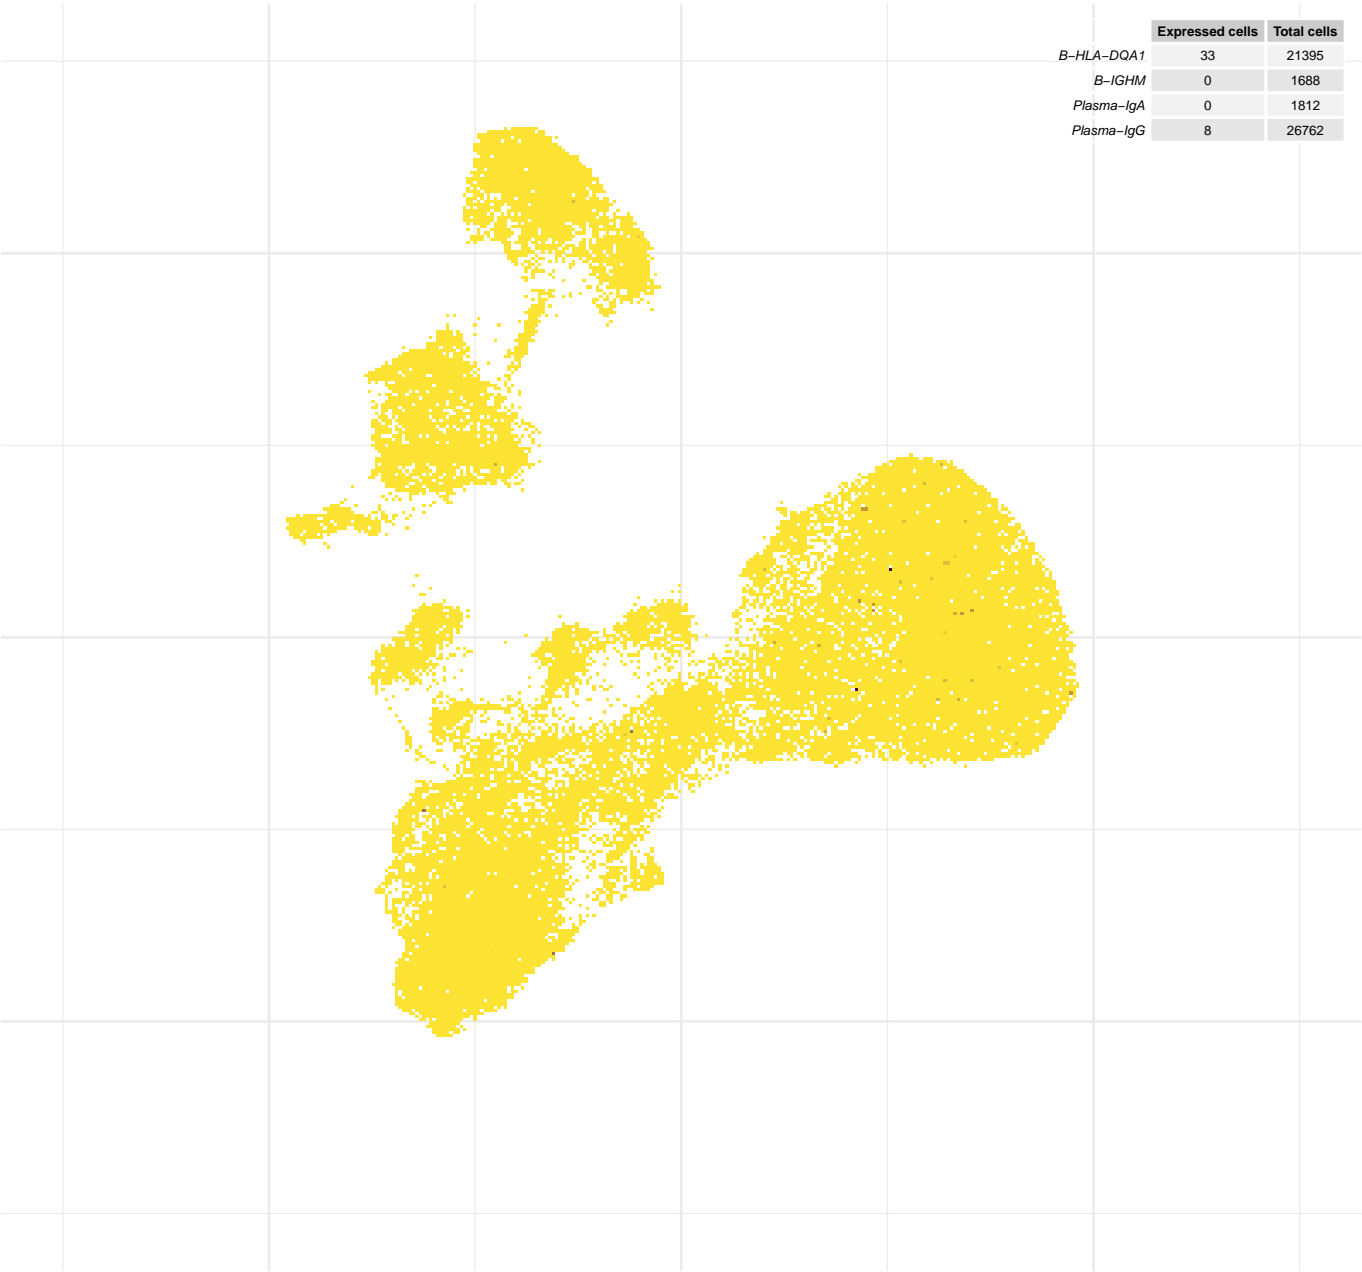 Expressed cells Total cells
B−HLA−DQA1 33 21395
B−IGHM 0 1688
Plasma−IgA 0 1812
Plasma−IgG 8 26762